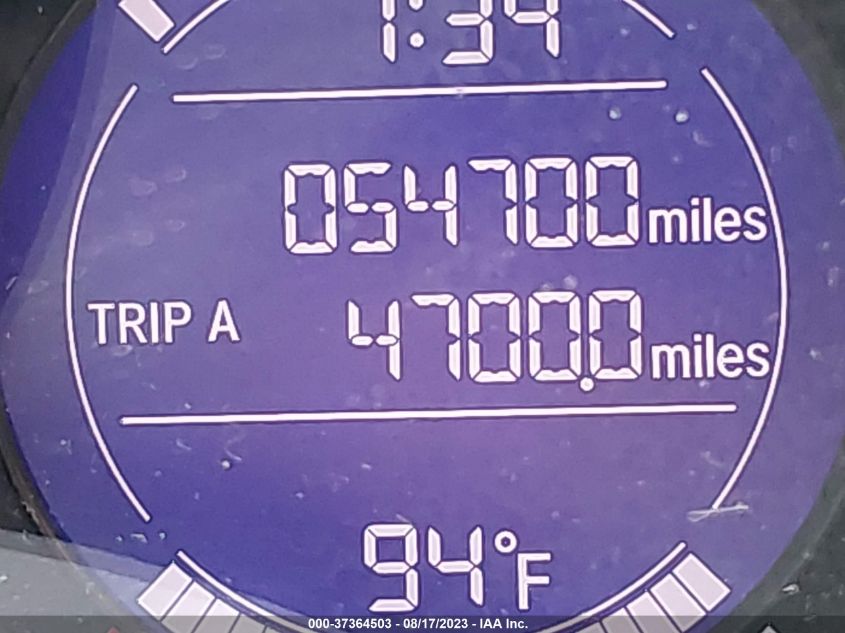 1:34
054700 miles
TRIP A 4700.0 miles
94°F
000-37364503 - 08/17/2023 - IAA Inc.